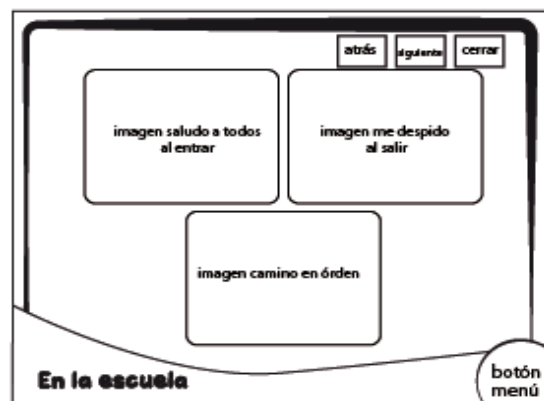 atrás siguiente cerrar
imagen saludo a todos
al entrar
imagen me despido
al salir
imagen camino en órden
En la escuela
botón
menú